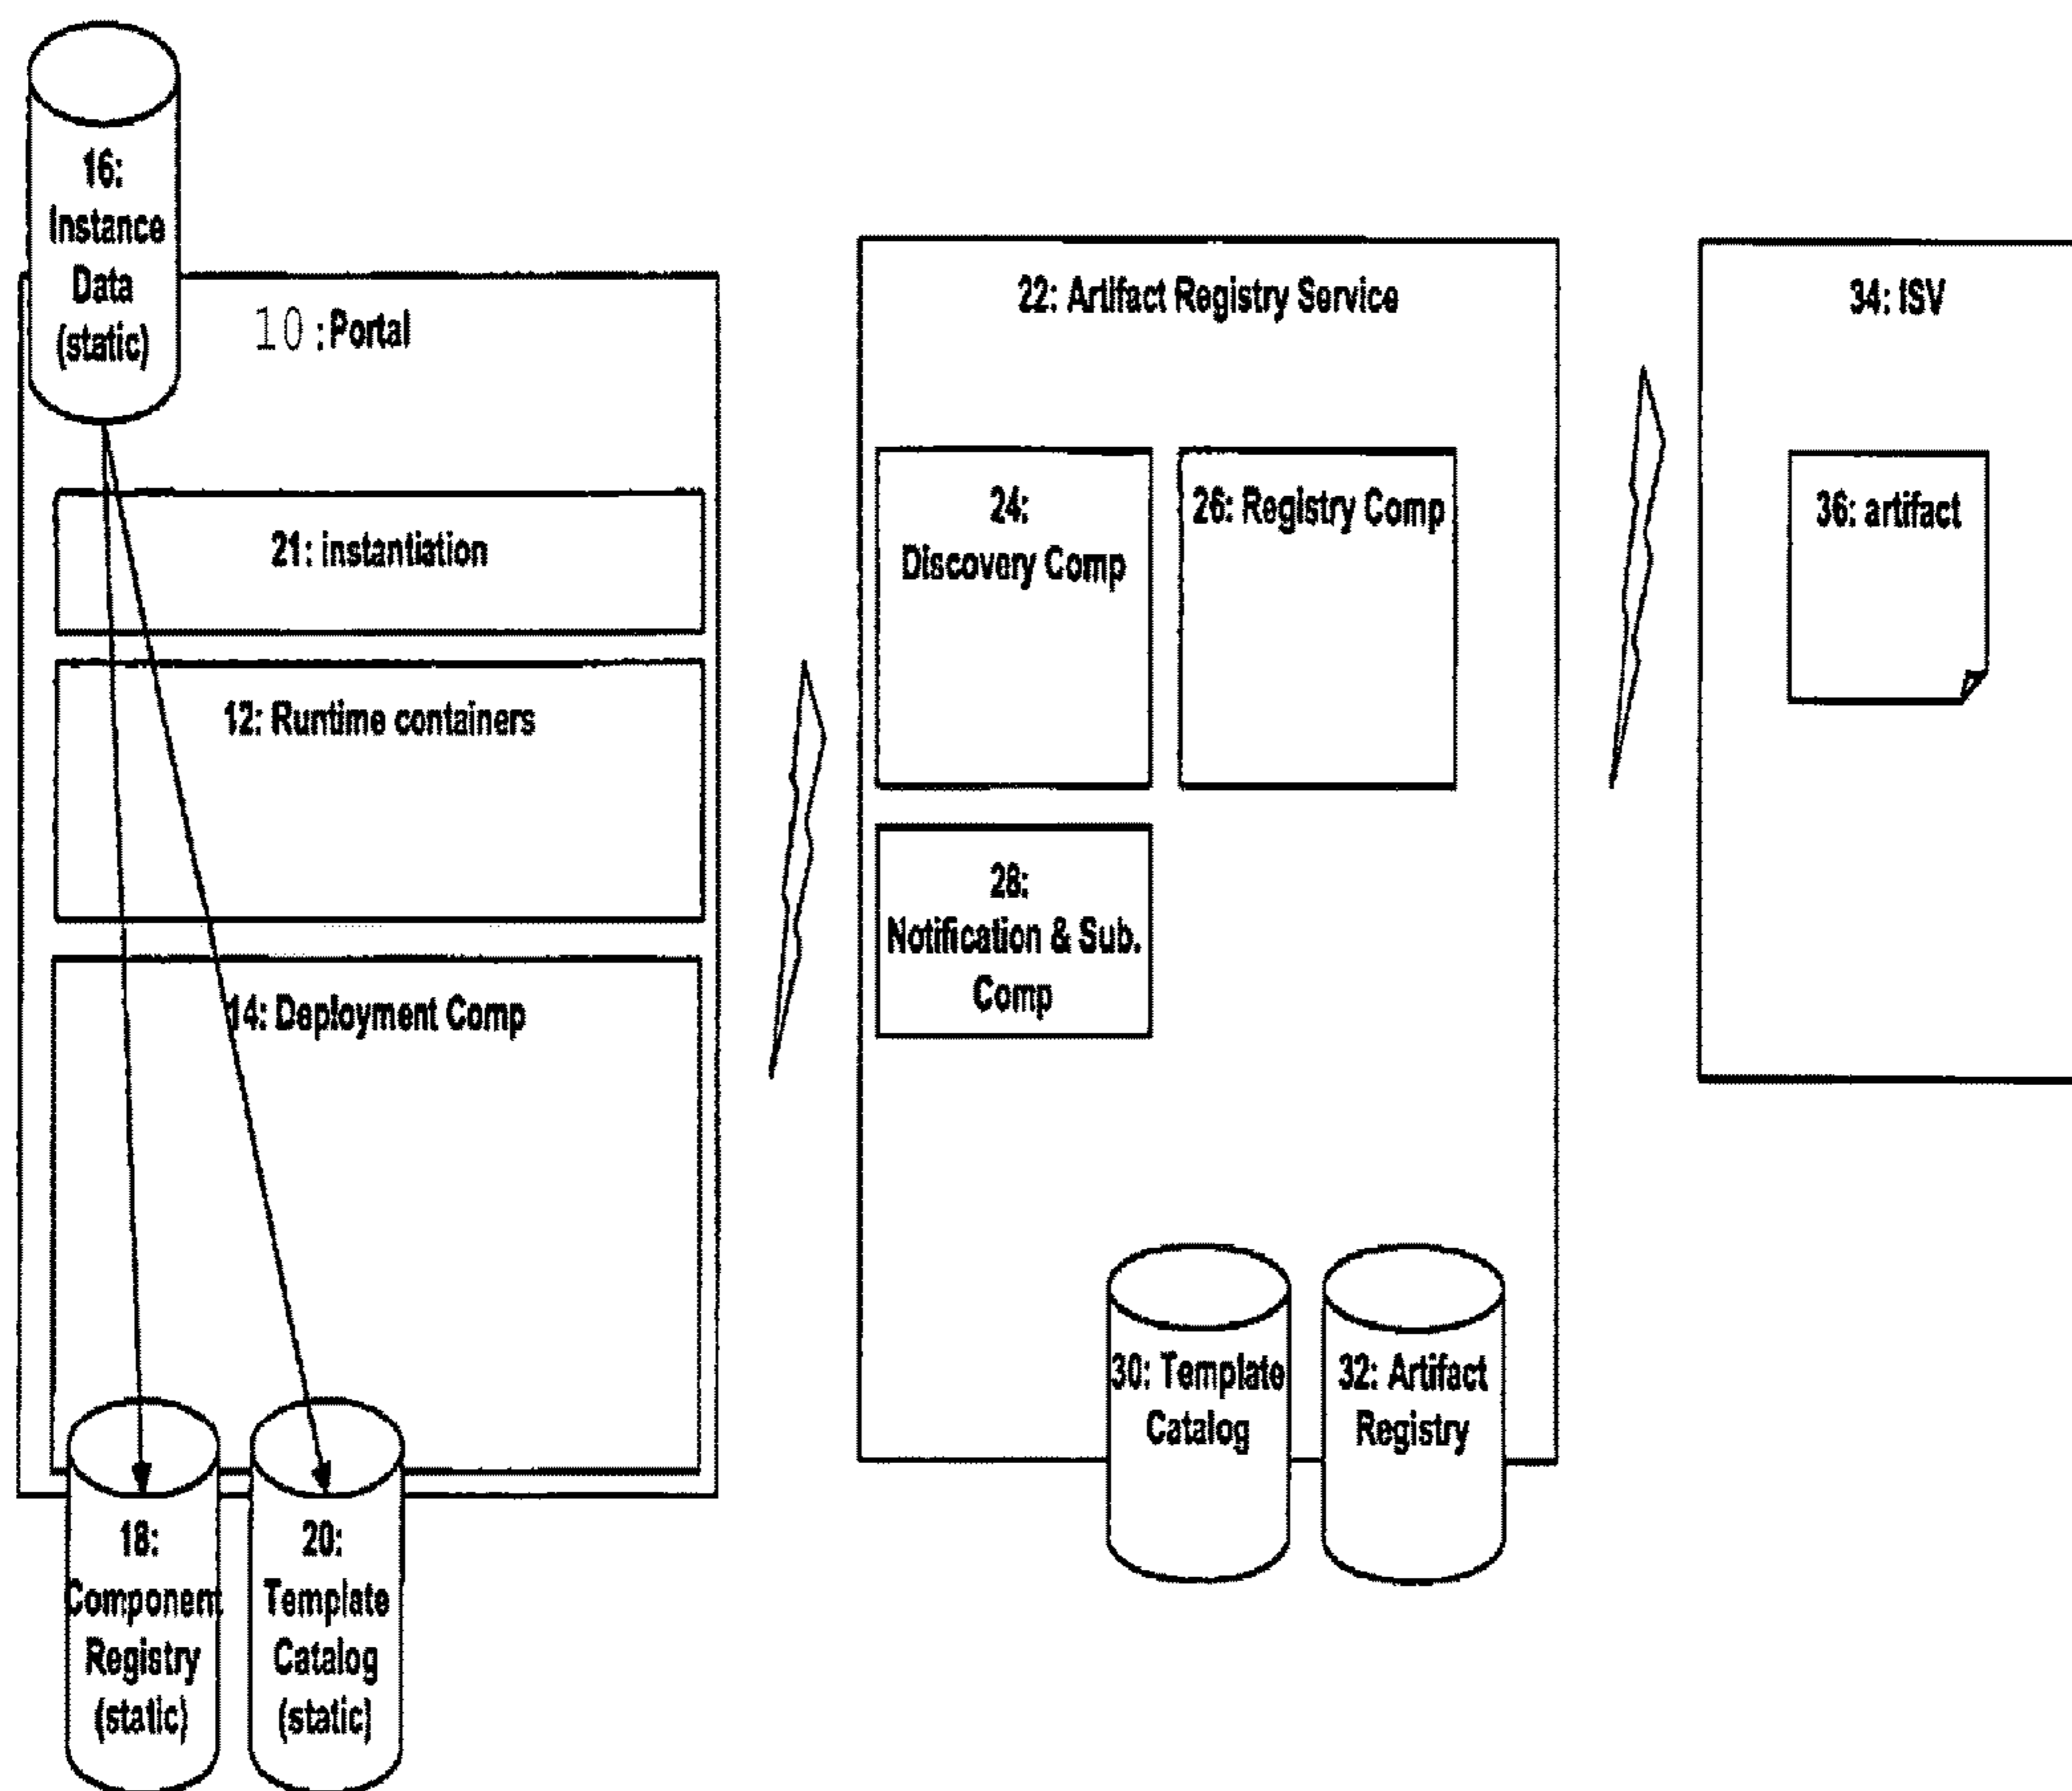 16:
Instance
Data
(static)
10:Portal
21: instantiation
12: Runtime containers
14: Deployment Comp
18:
Component
Registry
(static)
20:
Template
Catalog
(static)
22: Artifact Registry Service
24:
Discovery Comp
26: Registry Comp
28:
Notification & Sub.
Comp
30: Template
Catalog
32: Artifact
Registry
34: ISV
36: artifact